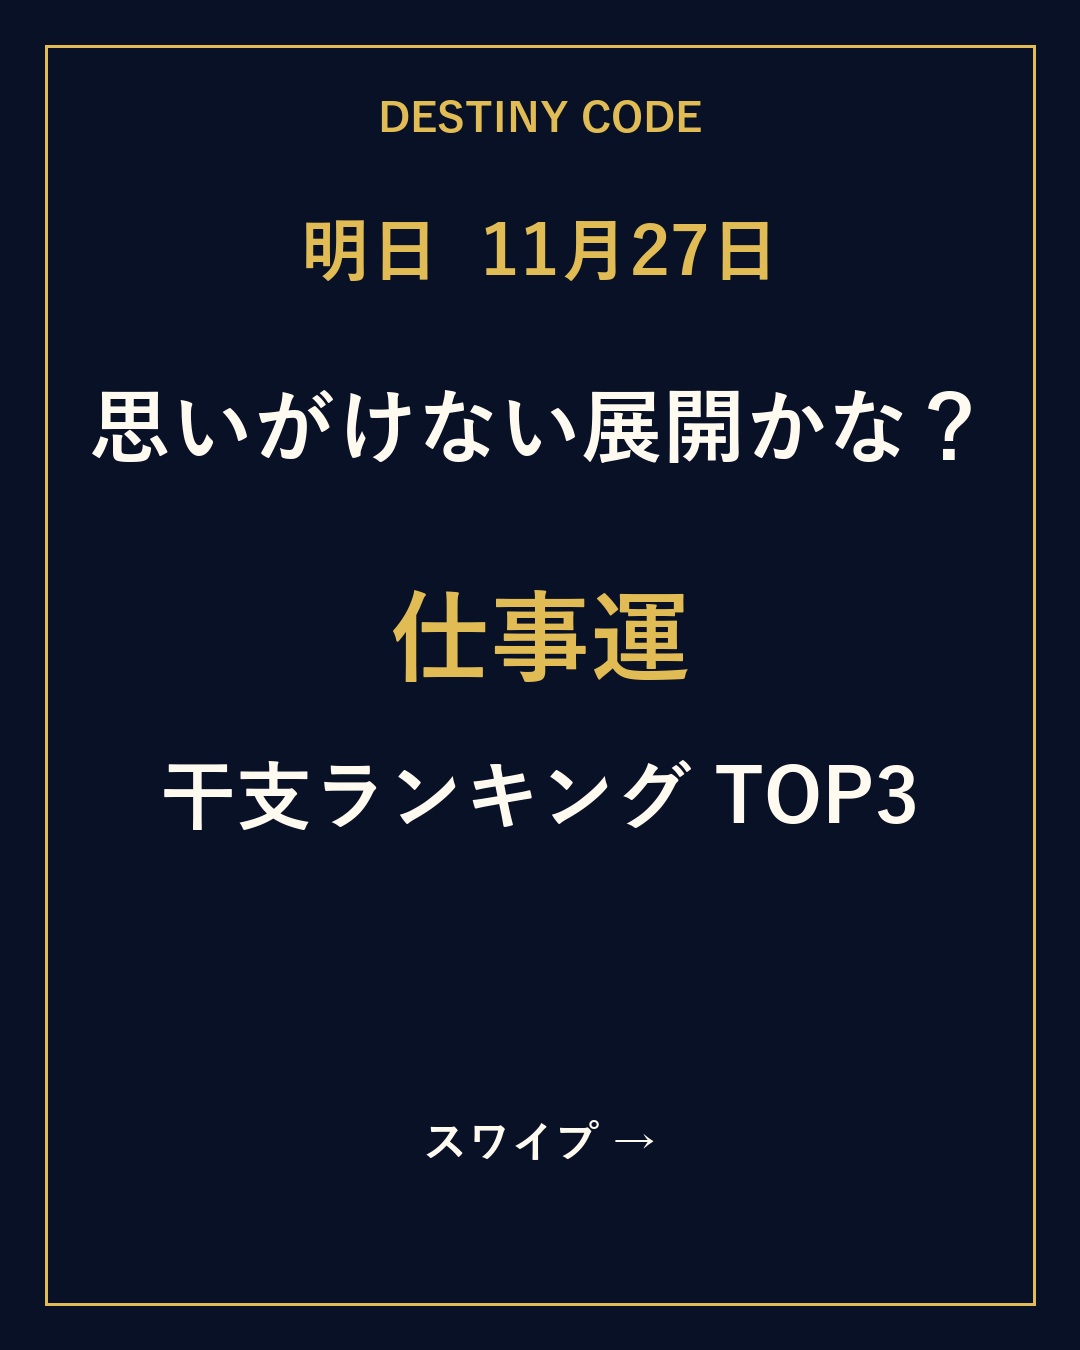 DESTINY CODE
明日 11月27日
思いがけない展開かな？
仕事運
干支ランキング TOP3
スワイプ →